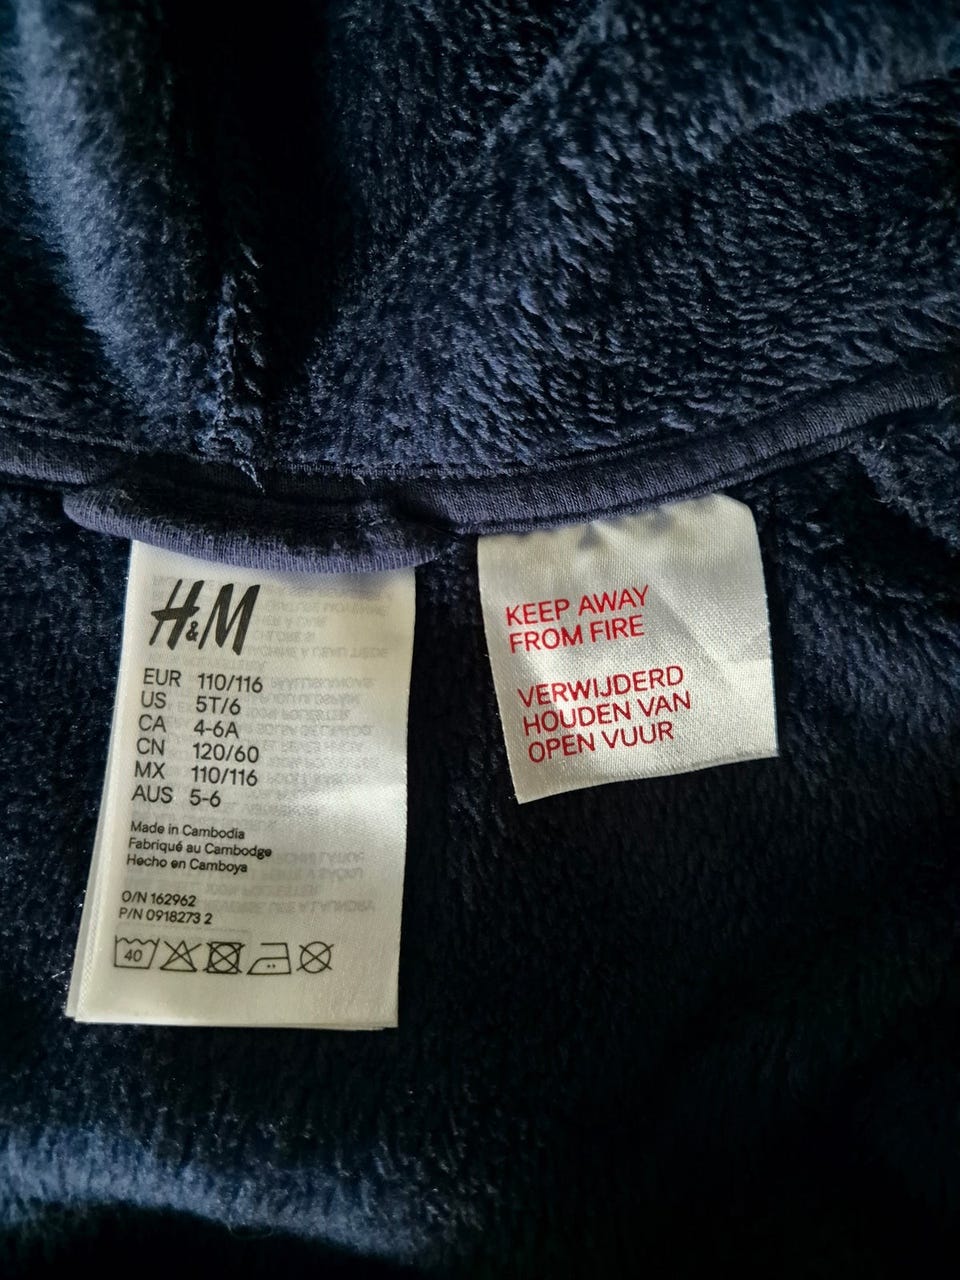 H&M
EUR 110/116
US 5T/6
CA 4-6A
CN 120/60
MX 110/116
AUS 5-6
Made in Cambodia
Fabriqué au Cambodge
Hecho en Camboya
O/N 162962
P/N 0918273 2
40
KEEP AWAY
FROM FIRE
VERWIJDERD
HOUDEN VAN
OPEN VUUR